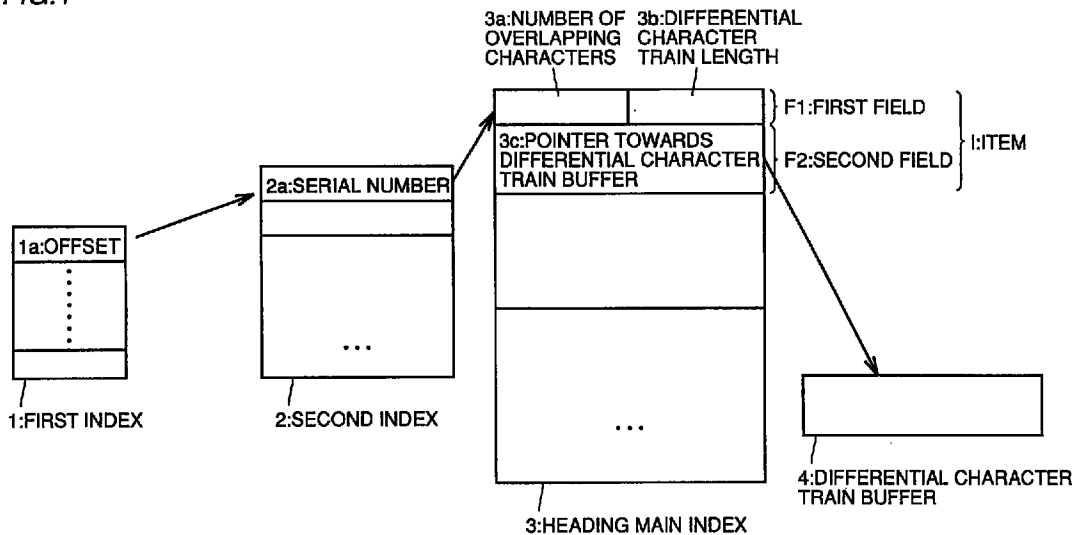 FIG.1
3a:NUMBER OF
OVERLAPPING
CHARACTERS
3b:DIFFERENTIAL
CHARACTER
TRAIN LENGTH
F1:FIRST FIELD
I:ITEM
3c:POINTER TOWARDS
DIFFERENTIAL CHARACTER
TRAIN BUFFER
F2:SECOND FIELD
2a:SERIAL NUMBER
1a:OFFSET
...
...
1:FIRST INDEX
2:SECOND INDEX
4:DIFFERENTIAL CHARACTER
TRAIN BUFFER
3:HEADING MAIN INDEX